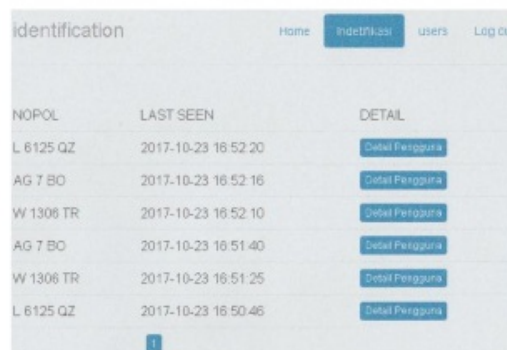 identification Home Indetifikasi users Log
NOPOL LAST SEEN DETAIL
L 6125 QZ 2017-10-23 16:52:20 Detail Pengguna
AG 7 BO 2017-10-23 16:52:16 Detail Pengguna
W 1306 TR 2017-10-23 16:52:10 Detail Pengguna
AG 7 BO 2017-10-23 16:51:40 Detail Pengguna
W 1306 TR 2017-10-23 16:51:25 Detail Pengguna
L 6125 QZ 2017-10-23 16:50:46 Detail Pengguna
1